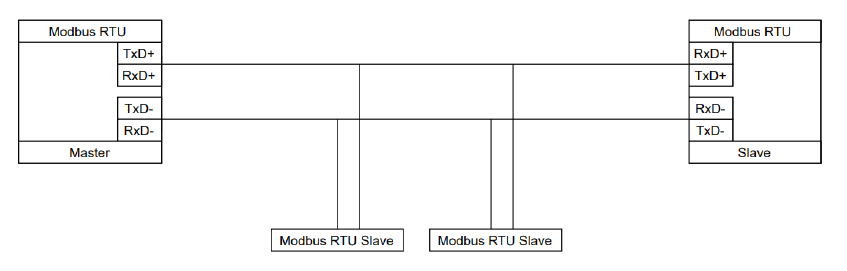 Modbus RTU
TxD+
RxD+
TxD-
RxD-
Master
Modbus RTU
RxD+
TxD+
RxD-
TxD-
Slave
Modbus RTU Slave
Modbus RTU Slave